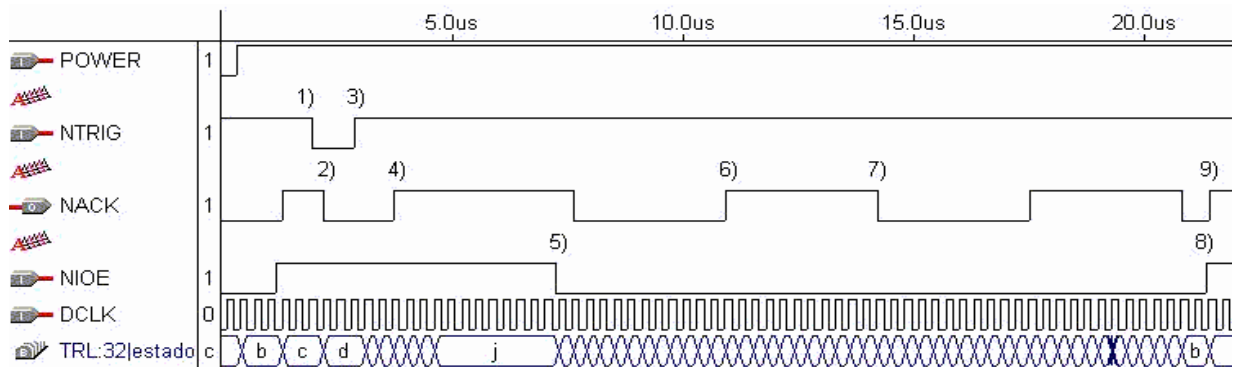 5.0us 10.0us 15.0us 20.0us
POWER 1
1) 3)
NTRIG 1
2) 4) 6) 7) 9)
NACK 1
5) 8)
NIOE 1
DCLK 0
TRL:32|estado c b c d j b